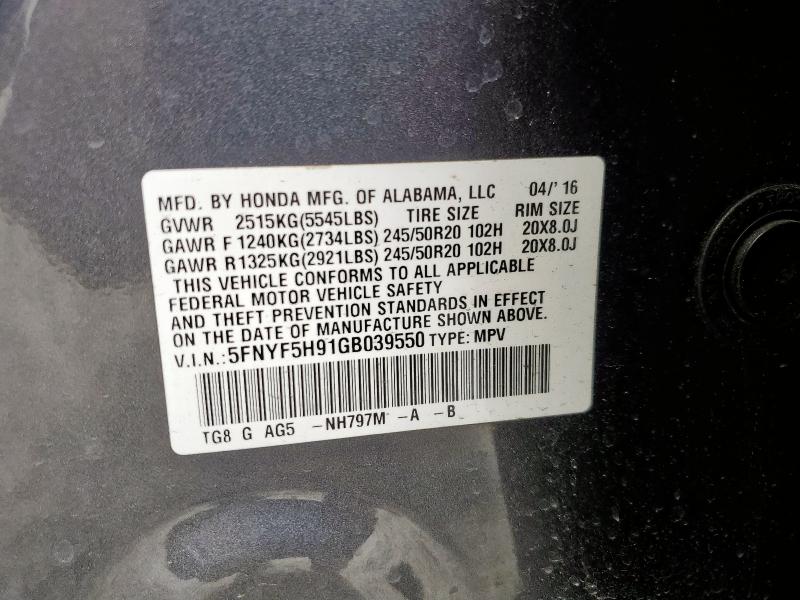 MFD. BY HONDA MFG. OF ALABAMA, LLC 04/'16
GVWR 2515KG(5545LBS) TIRE SIZE RIM SIZE
GAWR F 1240KG(2734LBS) 245/50R20 102H 20X8.0J
GAWR R1325KG(2921LBS) 245/50R20 102H 20X8.0J
THIS VEHICLE CONFORMS TO ALL APPLICABLE
FEDERAL MOTOR VEHICLE SAFETY
AND THEFT PREVENTION STANDARDS IN EFFECT
ON THE DATE OF MANUFACTURE SHOWN ABOVE.
V.I.N.:5FNYF5H91GB039550 TYPE: MPV
TG8 G AG5 -NH797M -A -B